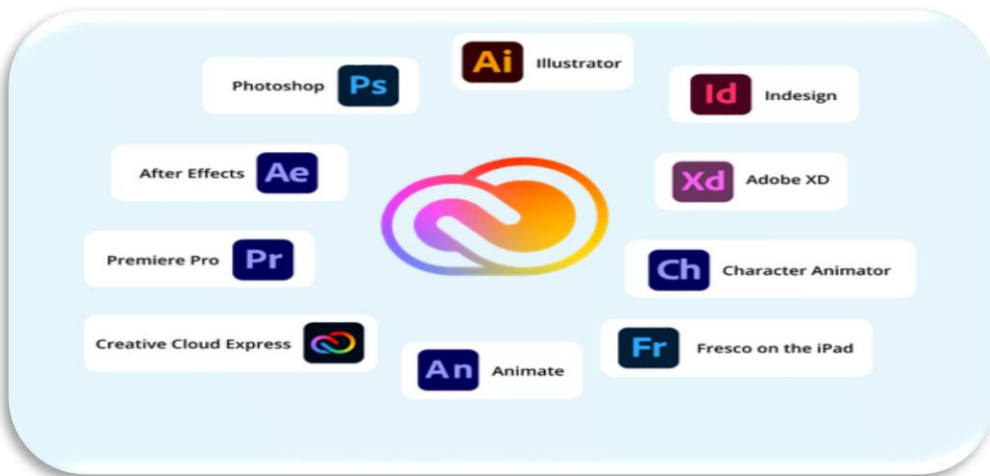 Ai Illustrator
Photoshop Ps
Id Indesign
After Effects Ae
Xd Adobe XD
Premiere Pro Pr
Ch Character Animator
Creative Cloud Express
Fr Fresco on the iPad
An Animate